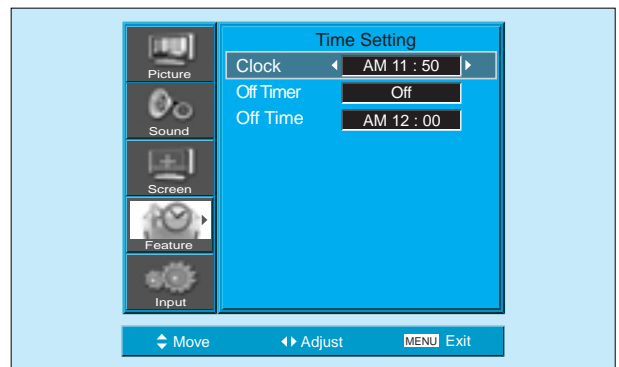 Picture
Sound
Screen
Feature
Input
Time Setting
Clock AM 11 : 50
Off Timer Off
Off Time AM 12 : 00
Move Adjust MENU Exit